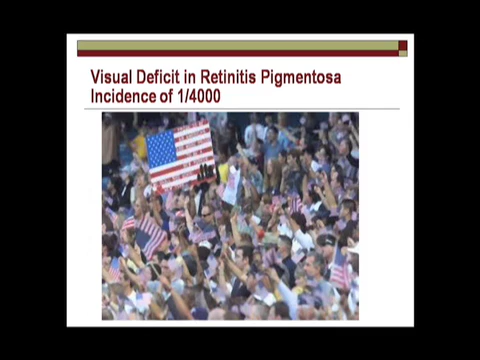 Visual Deficit in Retinitis Pigmentosa
Incidence of 1/4000